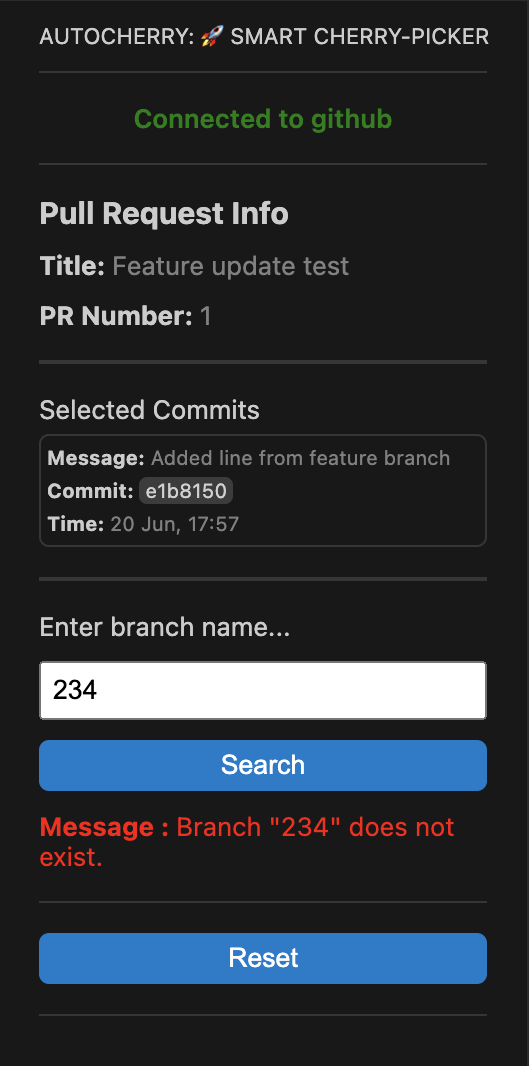 AUTOCHERRY: 🚀 SMART CHERRY-PICKER
Connected to github
Pull Request Info
Title: Feature update test
PR Number: 1
Selected Commits
Message: Added line from feature branch
Commit: e1b8150
Time: 20 Jun, 17:57
Enter branch name...
234
Search
Message : Branch "234" does not
exist.
Reset